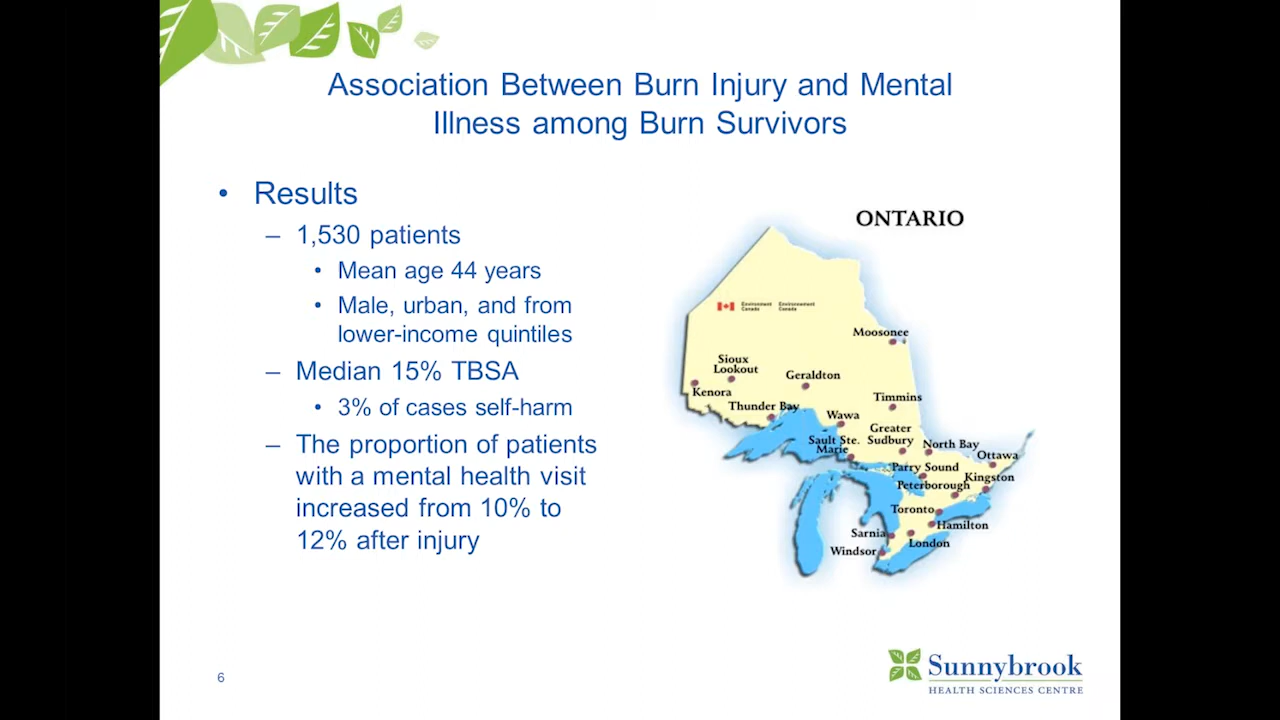 Association Between Burn Injury and Mental
Illness among Burn Survivors
• Results
– 1,530 patients
• Mean age 44 years
• Male, urban, and from
lower-income quintiles
– Median 15% TBSA
• 3% of cases self-harm
– The proportion of patients
with a mental health visit
increased from 10% to
12% after injury
ONTARIO
Environment
Canada
Environnement
Canada
Moosonee
Sioux
Lookout
Geraldton
Kenora
Thunder Bay
Timmins
Wawa
Greater
Sudbury
Sault Ste.
Marie
North Bay
Ottawa
Parry Sound
Kingston
Peterborough
Toronto
Hamilton
Sarnia
London
Windsor
6
Sunnybrook
HEALTH SCIENCES CENTRE